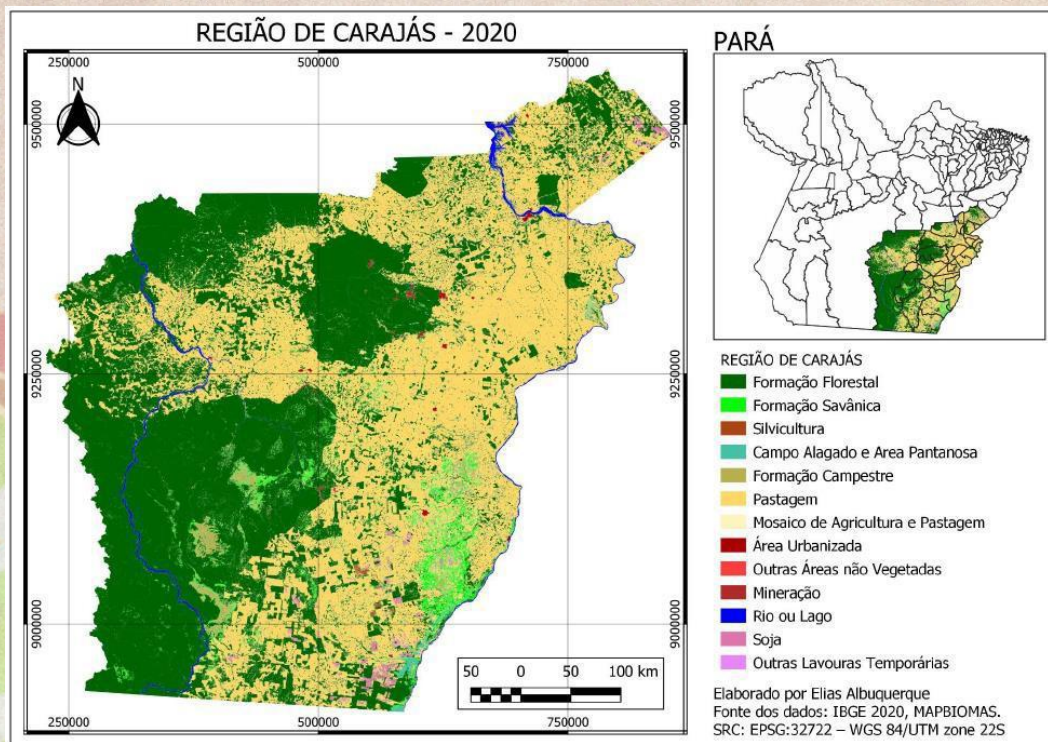 REGIÃO DE CARAJÁS - 2020
250000 500000 750000
N
9500000 9500000
9250000 9250000
9000000 9000000
50 0 50 100 km
250000 500000 750000
PARÁ
REGIÃO DE CARAJÁS
Formação Florestal
Formação Savânica
Silvicultura
Campo Alagado e Area Pantanosa
Formação Campestre
Pastagem
Mosaico de Agricultura e Pastagem
Área Urbanizada
Outras Áreas não Vegetadas
Mineração
Rio ou Lago
Soja
Outras Lavouras Temporárias
Elaborado por Elias Albuquerque
Fonte dos dados: IBGE 2020, MAPBIOMAS.
SRC: EPSG:32722 – WGS 84/UTM zone 22S